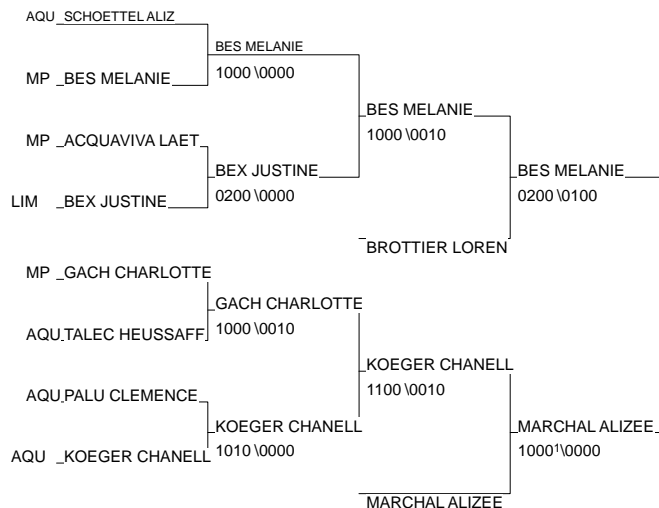 AQU SCHOETTEL ALIZ
BES MELANIE
MP BES MELANIE
1000 \0000
BES MELANIE
MP ACQUAVIVA LAET
1000 \0010
BEX JUSTINE
BES MELANIE
LIM BEX JUSTINE
0200 \0000
0200 \0100
BROTTIER LOREN
MP GACH CHARLOTTE
GACH CHARLOTTE
AQU TALEC HEUSSAFF
1000 \0010
KOEGER CHANELL
AQU PALU CLEMENCE
1100 \0010
KOEGER CHANELL
MARCHAL ALIZEE
AQU KOEGER CHANELL
1010 \0000
1000¹\0000
MARCHAL ALIZEE